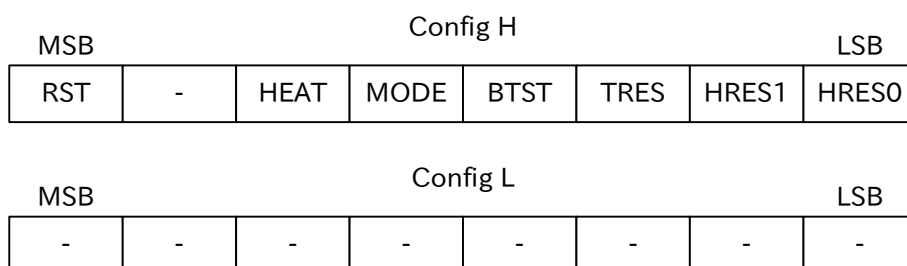 Config H
MSB LSB
RST - HEAT MODE BTST TRES HRES1 HRES0
Config L
MSB LSB
- - - - - - - -